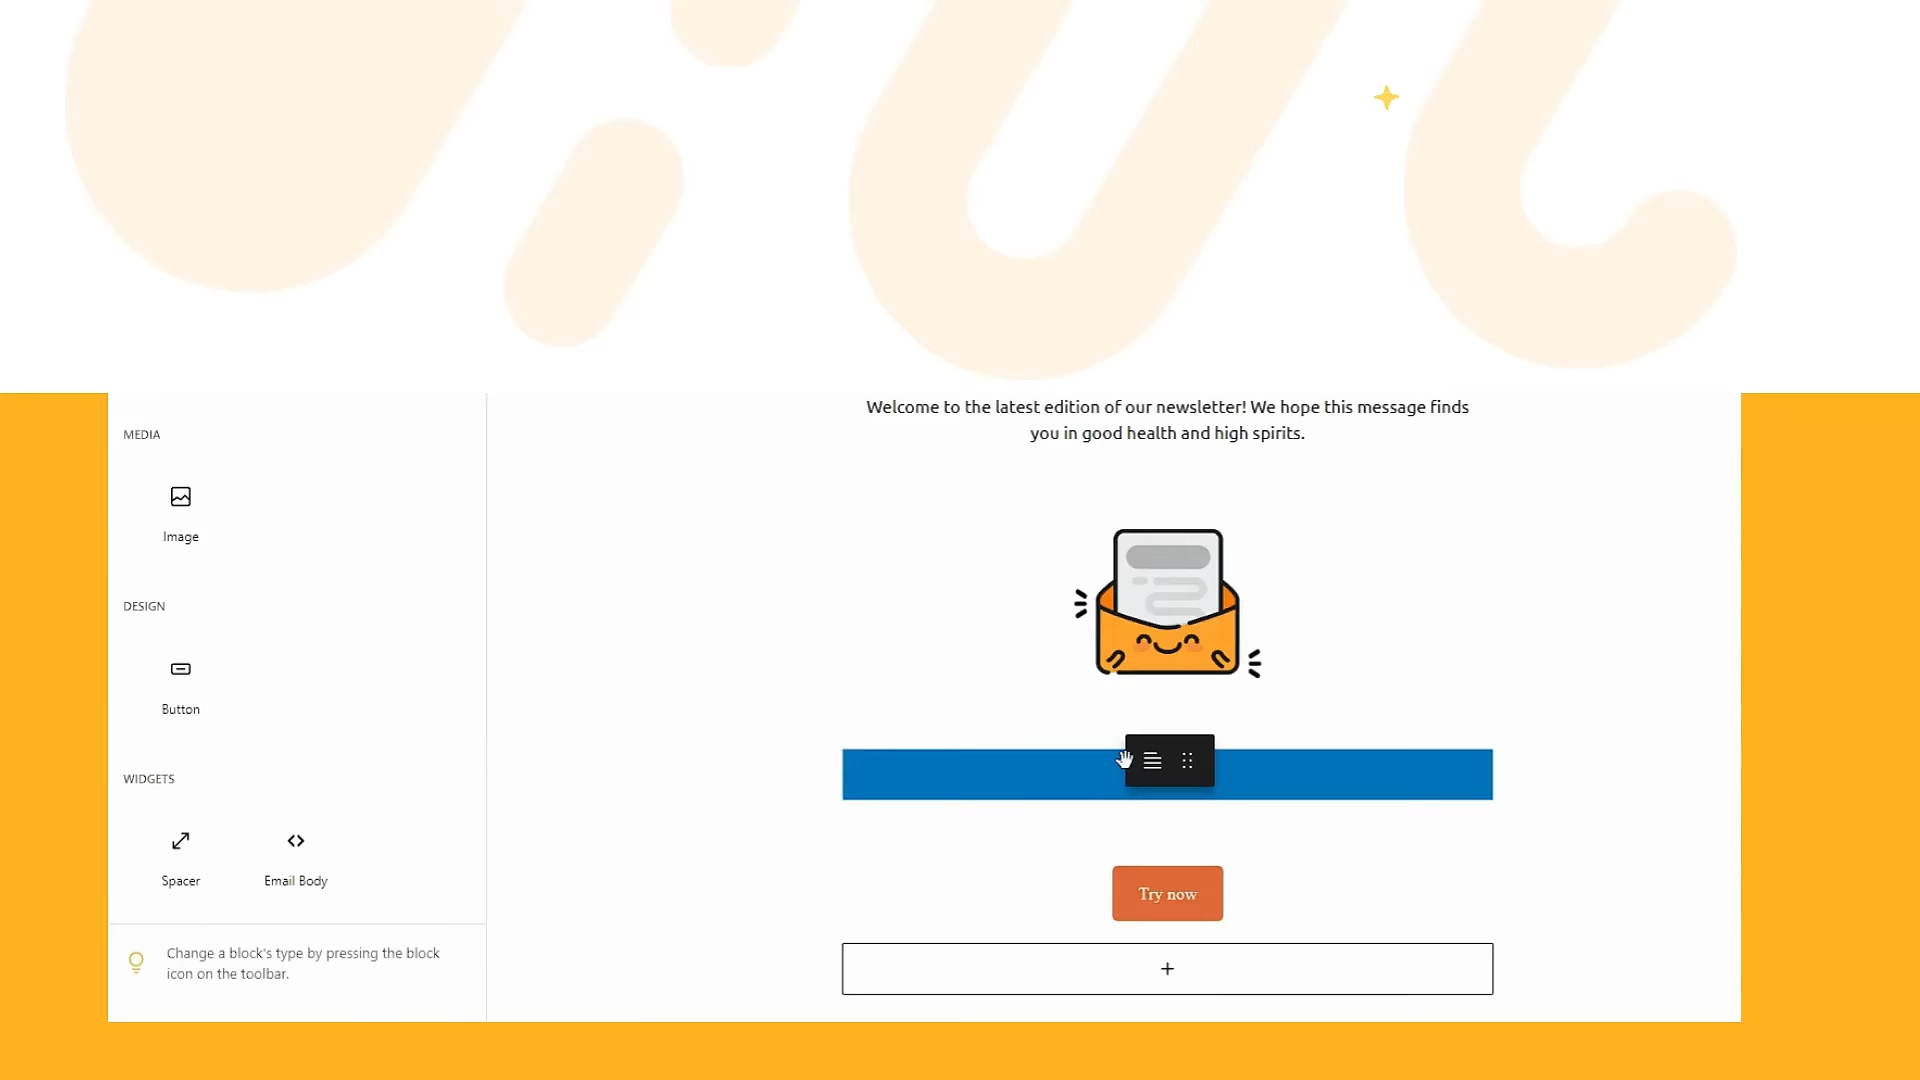 Welcome to the latest edition of our newsletter! We hope this message finds
you in good health and high spirits.
MEDIA
Image
DESIGN
Button
WIDGETS
Spacer
Email Body
Try now
Change a block's type by pressing the block
icon on the toolbar.